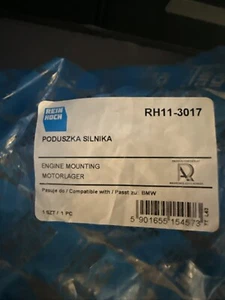 REIN
HOCH
RH11-3017
PODUSZKA SILNIKA
ENGINE MOUNTING
MOTORLAGER
Pasuje do / Compatible with / Passt zu: BMW
1 SZT / 1 PC
5 901655 154573